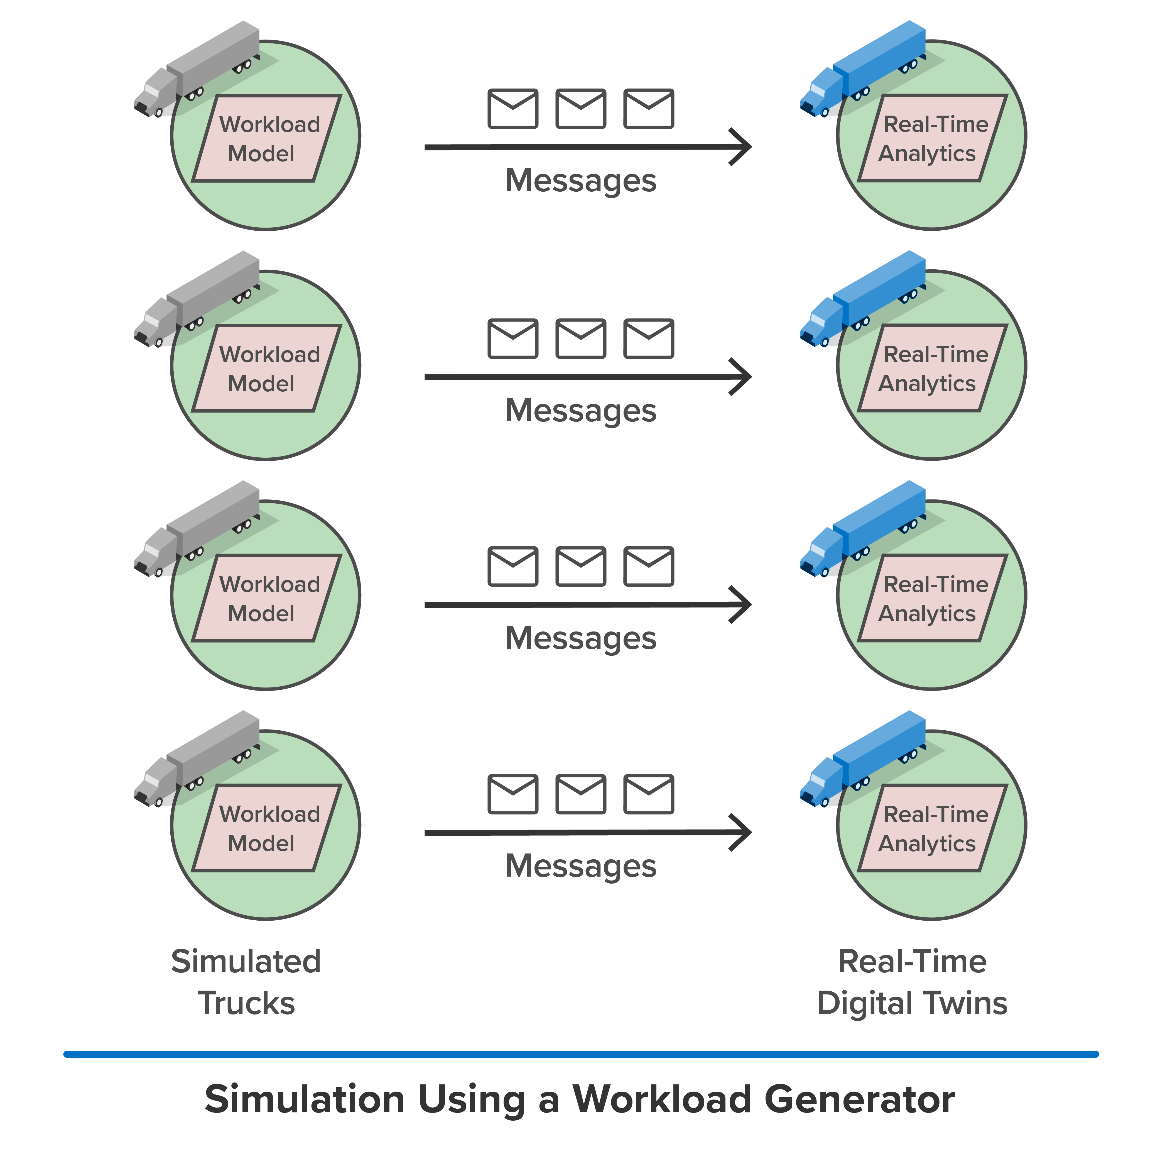 Workload
Model
Messages
Real-Time
Analytics
Workload
Model
Messages
Real-Time
Analytics
Workload
Model
Messages
Real-Time
Analytics
Workload
Model
Messages
Real-Time
Analytics
Simulated
Trucks
Real-Time
Digital Twins
Simulation Using a Workload Generator